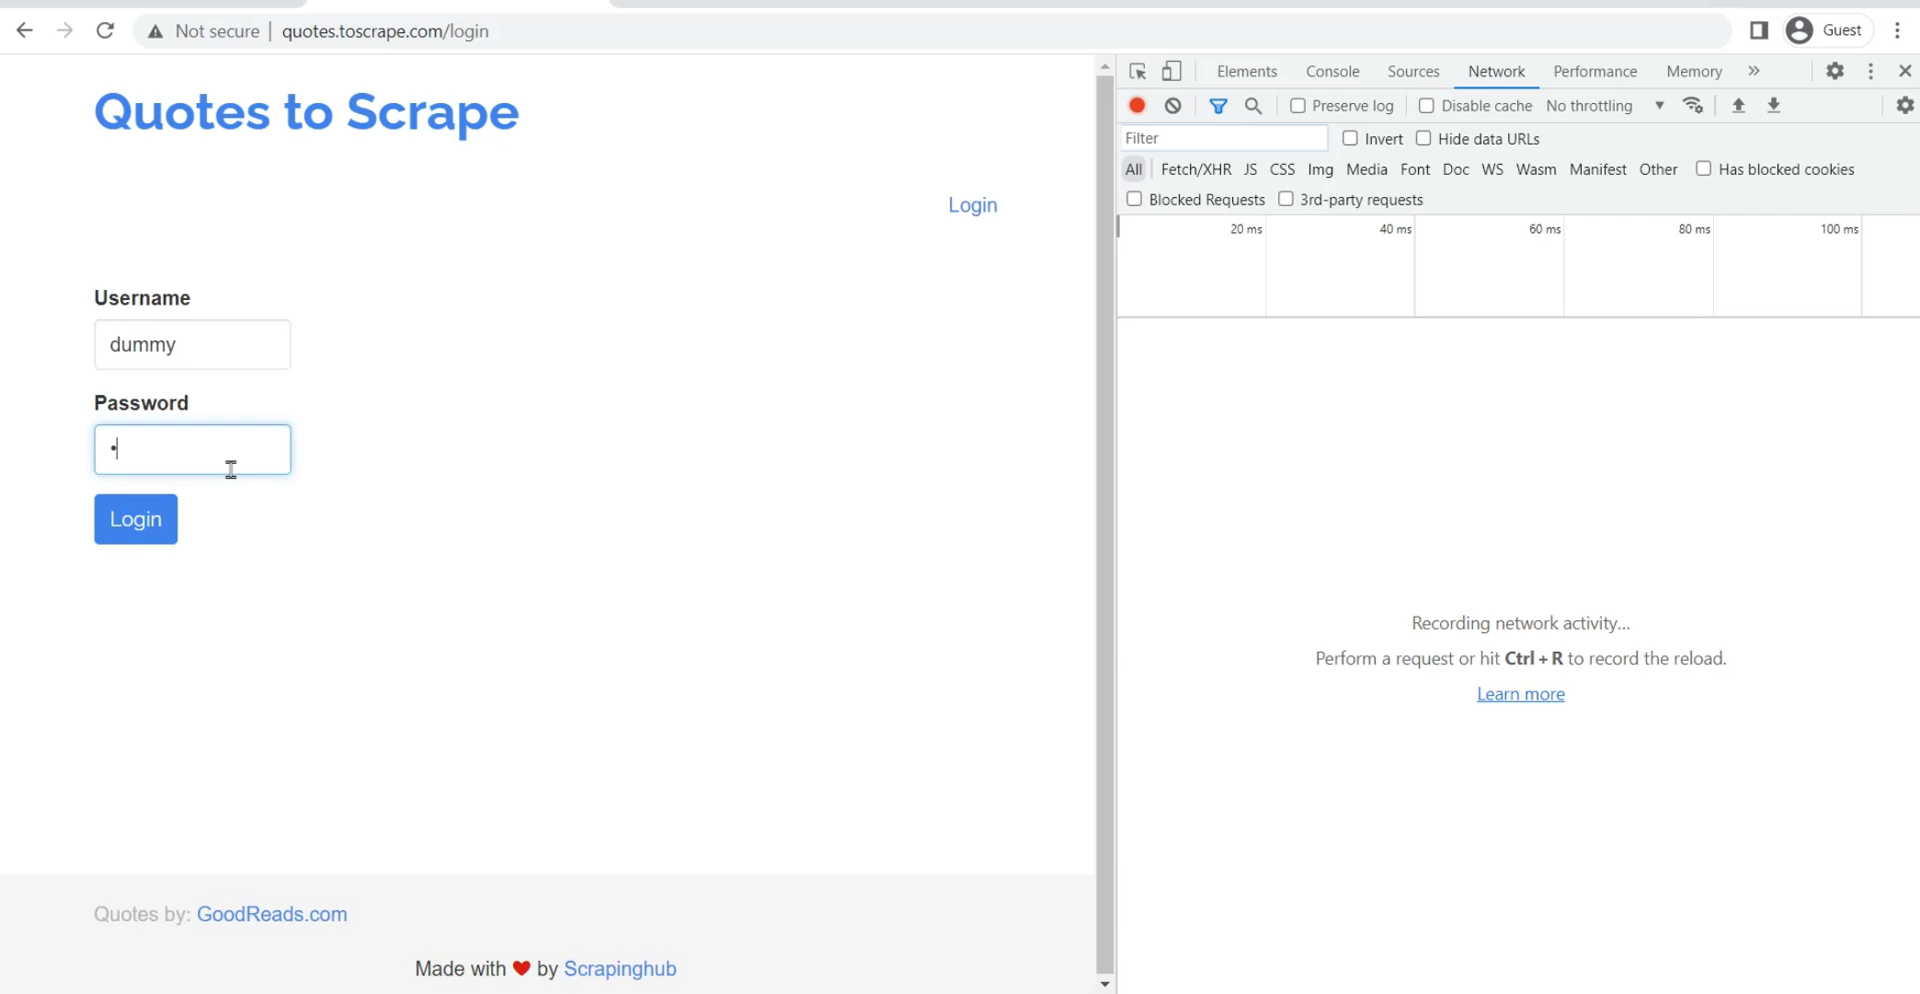 Not secure | quotes.toscrape.com/login
Guest
Quotes to Scrape
Login
Username
dummy
Password
•
Login
Quotes by: GoodReads.com
Made with ❤ by Scrapinghub
Elements Console Sources Network Performance Memory »
Preserve log Disable cache No throttling
Filter Invert Hide data URLs
All Fetch/XHR JS CSS Img Media Font Doc WS Wasm Manifest Other Has blocked cookies
Blocked Requests 3rd-party requests
20 ms 40 ms 60 ms 80 ms 100 ms
Recording network activity...
Perform a request or hit Ctrl + R to record the reload.
Learn more